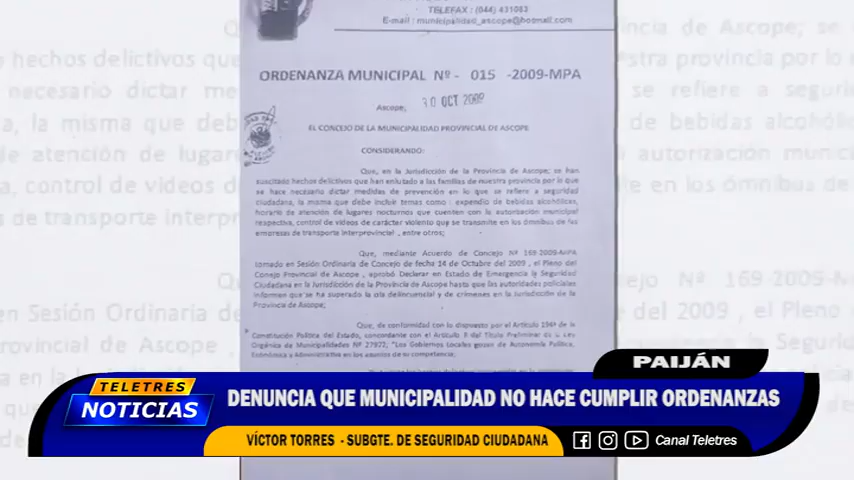 TELEFAX : (044) 431083
E-mail : municipalidad_ascope@hotmail.com
ORDENANZA MUNICIPAL Nº - 015 -2009-MPA
Ascope, 30 OCT 2009
EL CONCEJO DE LA MUNICIPALIDAD PROVINCIAL DE ASCOPE
CONSIDERANDO:
Que, en la Jurisdicción de la Provincia de Ascope; se han
suscitado hechos delictivos que han enlutado a las familias de nuestra provincia por lo que
se hace necesario dictar medidas de prevención en lo que se refiere a seguridad
ciudadana, la misma que debe incluir temas como : expendio de bebidas alcohólicas,
horario de atención de lugares nocturnos que cuenten con la autorización municipal
respectiva, control de videos de carácter violento que se transmite en los ómnibus de las
empresas de transporte interprovincial , entre otros;
Que, mediante Acuerdo de Concejo Nº 169-2009-MPA
tomado en Sesión Ordinaria de Concejo de fecha 14 de Octubre del 2009 , el Pleno del
Concejo Provincial de Ascope , aprobó Declarar en Estado de Emergencia la Seguridad
Ciudadana en la Jurisdicción de la Provincia de Ascope hasta que las autoridades policiales
informen que se ha superado la ola delincuencial y de crímenes en la Jurisdicción de la
Provincia de Ascope;
Que, de conformidad con lo dispuesto por el Artículo 194º de la
Constitución Política del Estado, concordante con el Artículo II del Título Preliminar de la Ley
Orgánica de Municipalidades Nº 27972; "Los Gobiernos Locales gozan de Autonomía Política,
Económica y Administrativa en los asuntos de su competencia;
PAIJÁN
TELETRES
NOTICIAS
DENUNCIA QUE MUNICIPALIDAD NO HACE CUMPLIR ORDENANZAS
VÍCTOR TORRES - SUBGTE. DE SEGURIDAD CIUDADANA
Canal Teletres